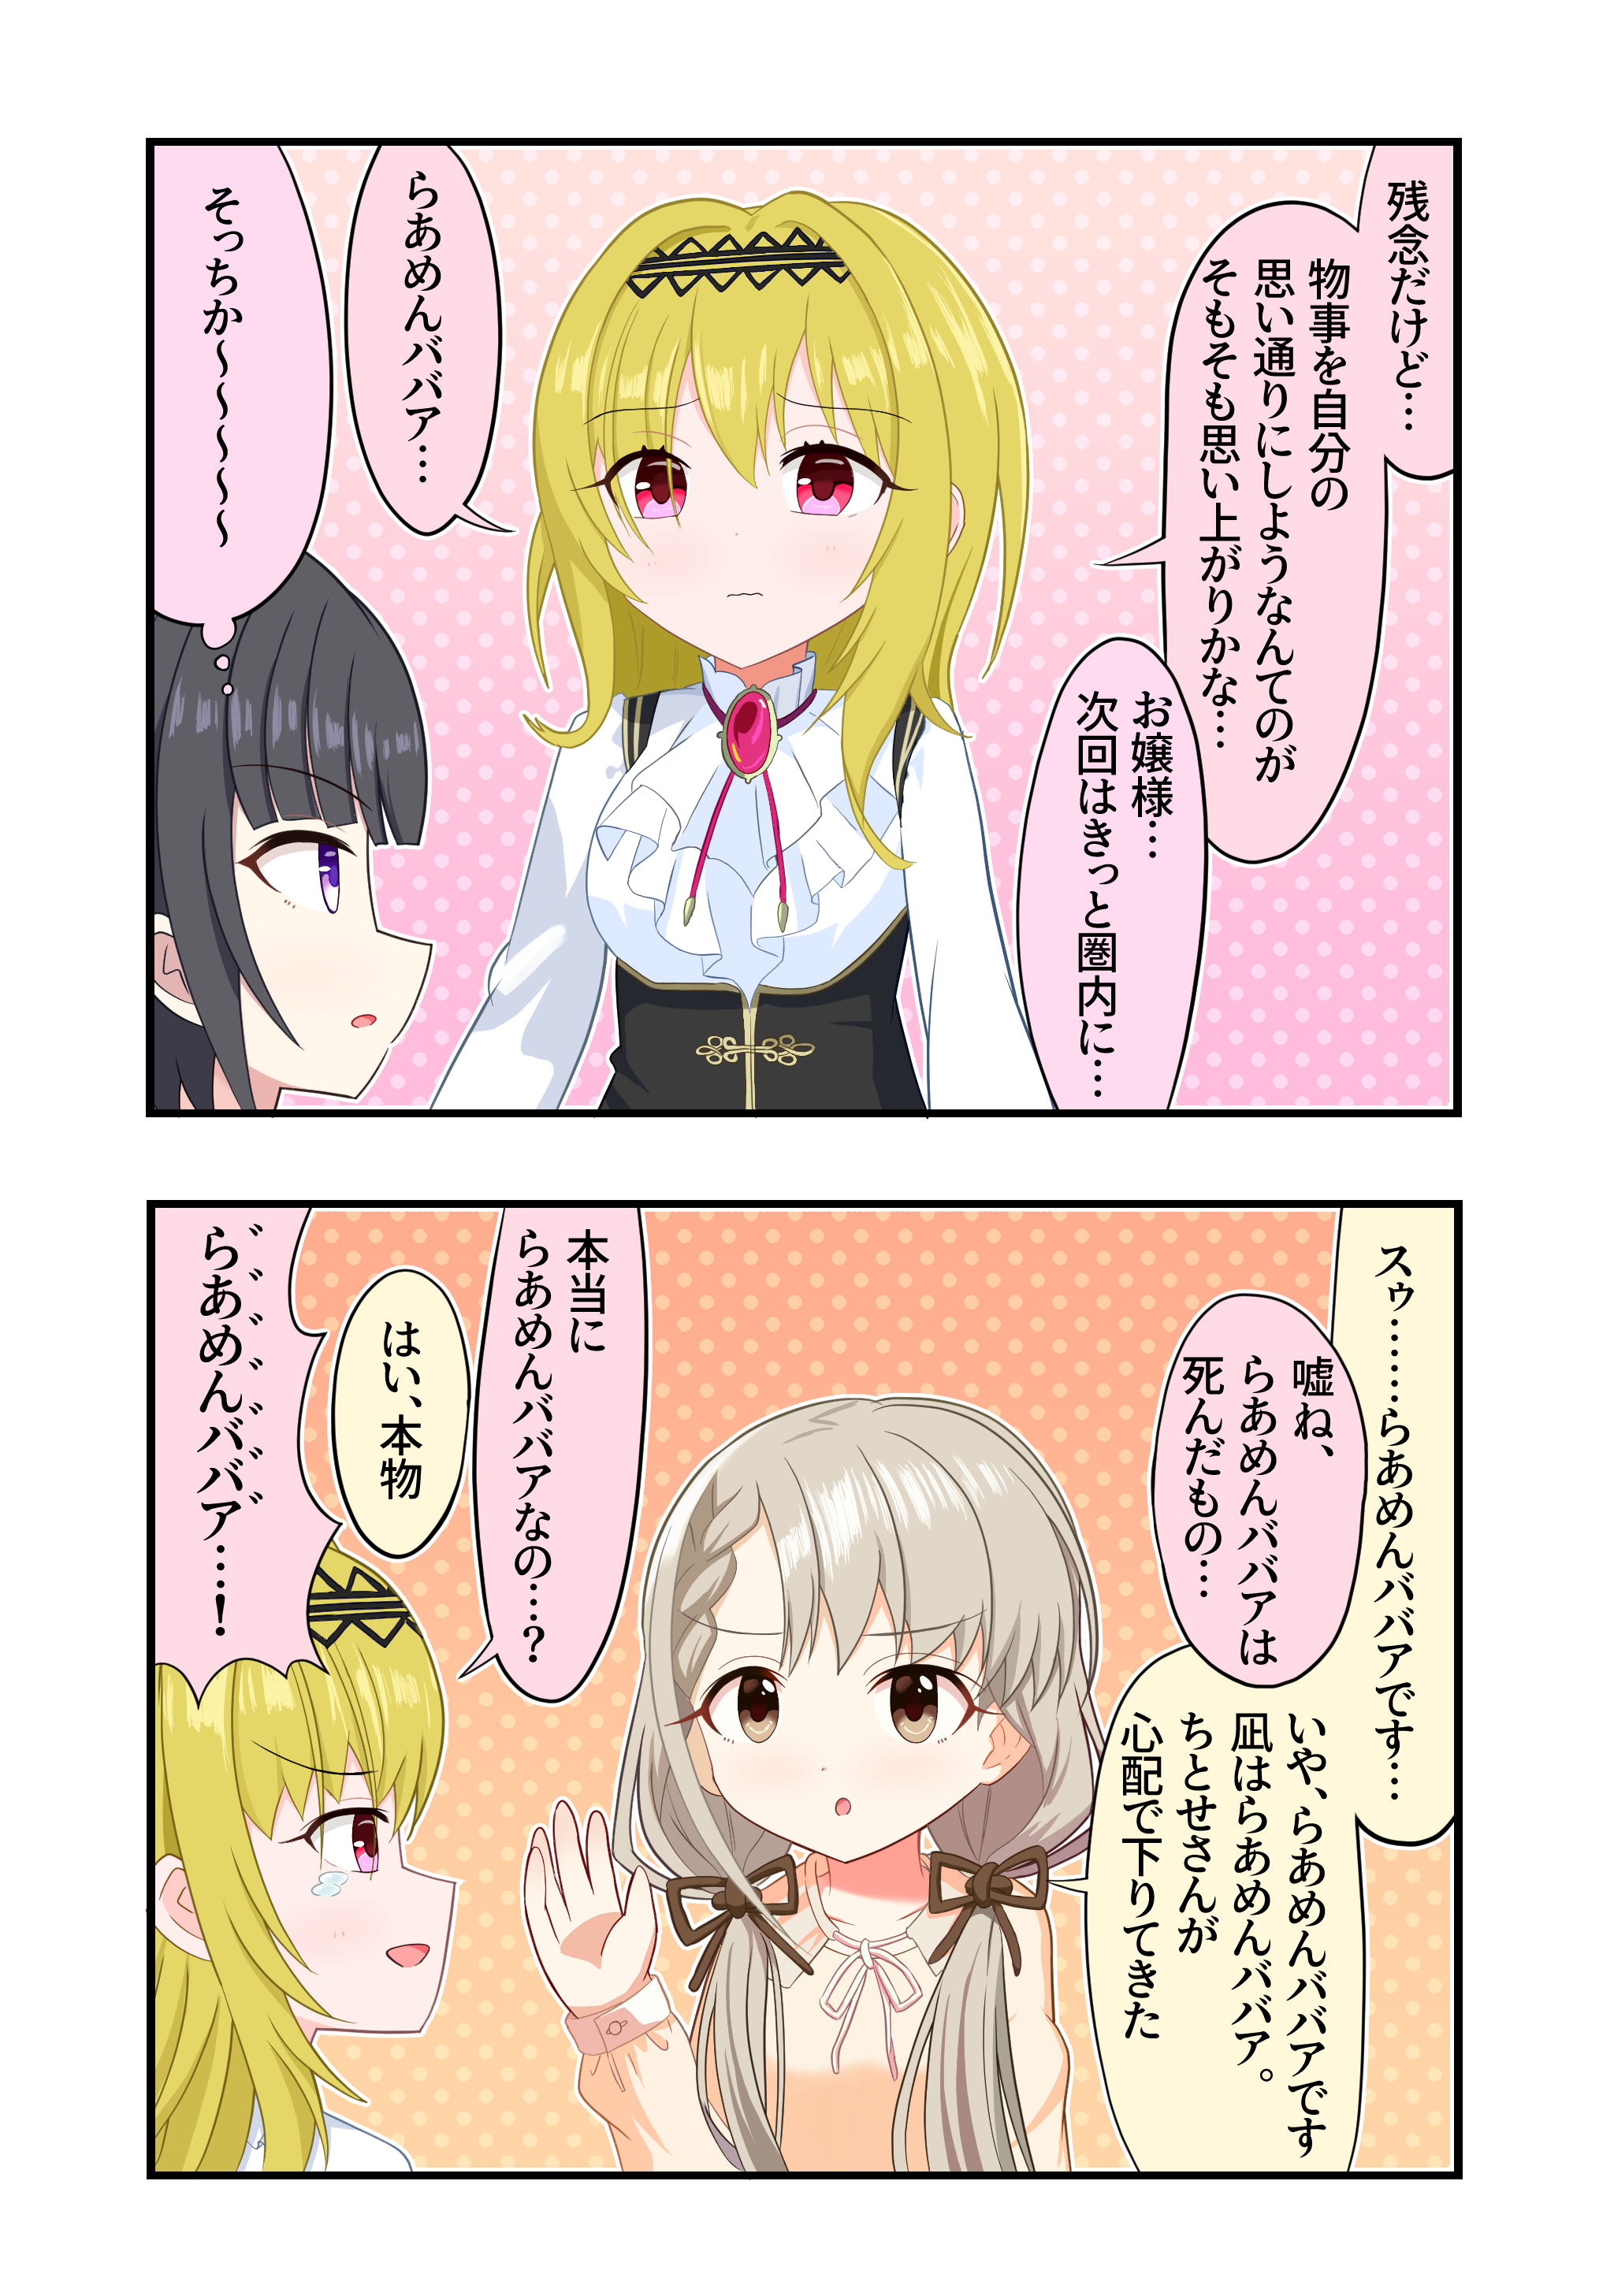 残念だけど…
物事を自分の
思い通りにしようなんてのが
そもそも思い上がりかな…
お嬢様…
次回はきっと圏内に…
らあめんババア…
そっちか～～～～～
スゥ………らあめんババアです…
嘘ね、
らあめんババアは
死んだもの…
いや、らあめんババアです
凪はらあめんババア。
ちとせさんが
心配で下りてきた
本当に
らあめんババアなの…？
はい、本物
らあめんババア…！